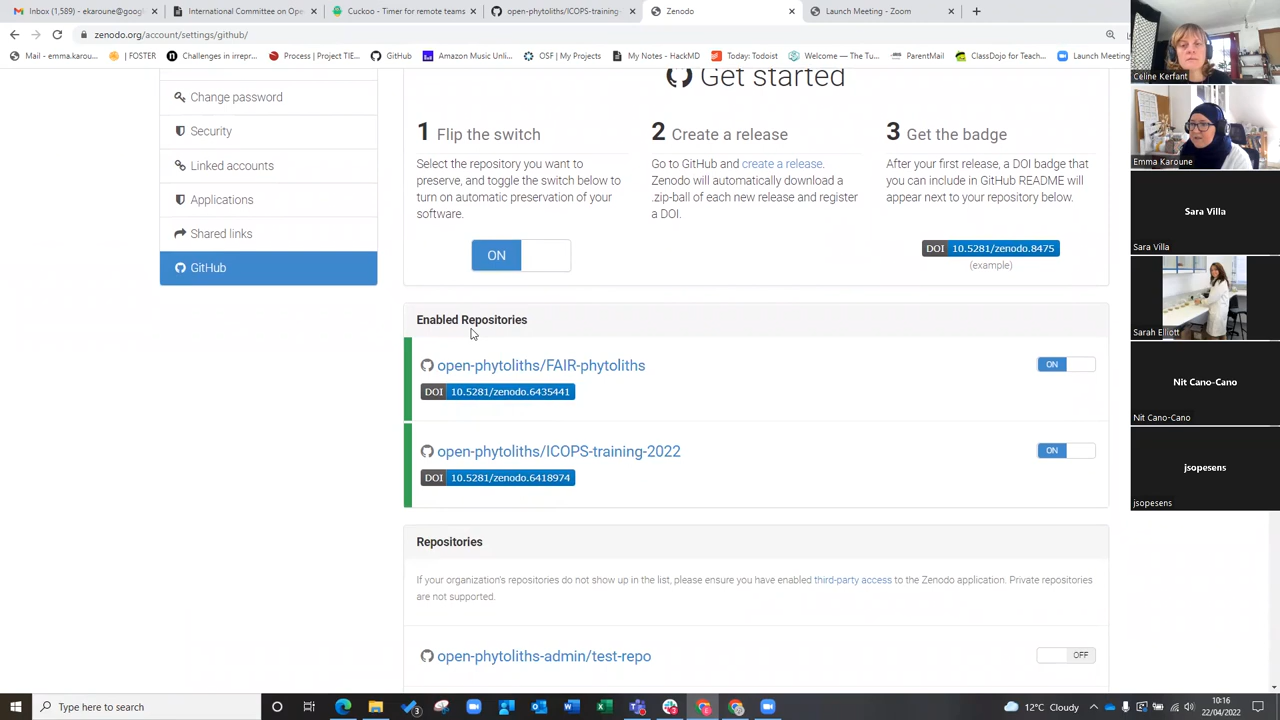 Inbox (1,589) - ekaroune@goog
International Committee on Ope
Cuckoo - Timer for remote teams
open-phytoliths/ICOPS-training-
Zenodo
Launch Meeting - Zoom
zenodo.org/account/settings/github/
Mail - emma.karou...
| FOSTER
Challenges in irrepr...
Process | Project TIE...
GitHub
Amazon Music Unli...
OSF | My Projects
My Notes - HackMD
Today: Todoist
Welcome — The Tu...
ParentMail
ClassDojo for Teach...
Launch Meeting
Change password
Security
Linked accounts
Applications
Shared links
GitHub
Get started
1 Flip the switch
Select the repository you want to
preserve, and toggle the switch below to
turn on automatic preservation of your
software.
ON
2 Create a release
Go to GitHub and create a release.
Zenodo will automatically download a
.zip-ball of each new release and register
a DOI.
3 Get the badge
After your first release, a DOI badge that
you can include in GitHub README will
appear next to your repository below.
DOI 10.5281/zenodo.8475
(example)
Enabled Repositories
open-phytoliths/FAIR-phytoliths
ON
DOI 10.5281/zenodo.6435441
open-phytoliths/ICOPS-training-2022
ON
DOI 10.5281/zenodo.6418974
Repositories
If your organization's repositories do not show up in the list, please ensure you have enabled third-party access to the Zenodo application. Private repositories
are not supported.
open-phytoliths-admin/test-repo
OFF
Celine Kerfant
Emma Karoune
Sara Villa
Sara Villa
Sarah Elliott
Nit Cano-Cano
Nit Cano-Cano
jsopesens
jsopesens
Type here to search
12°C Cloudy
10:16
22/04/2022